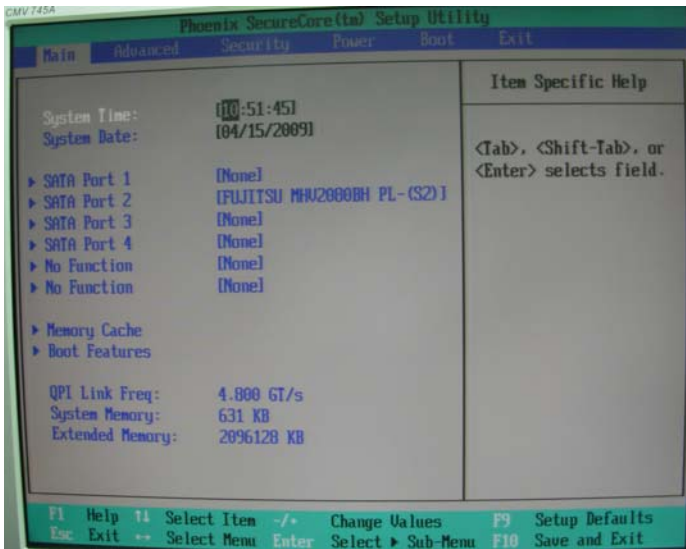 CMV 745A
Phoenix SecureCore(tm) Setup Utility
Main Advanced Security Power Boot Exit
Item Specific Help
System Time: [10:51:45]
System Date: [04/15/2009]
<Tab>, <Shift-Tab>, or
<Enter> selects field.
▶ SATA Port 1 [None]
▶ SATA Port 2 [FUJITSU MHV2080BH PL-(S2)]
▶ SATA Port 3 [None]
▶ SATA Port 4 [None]
▶ No Function [None]
▶ No Function [None]
▶ Memory Cache
▶ Boot Features
QPI Link Freq: 4.800 GT/s
System Memory: 631 KB
Extended Memory: 2096128 KB
F1 Help ↑↓ Select Item -/+ Change Values F9 Setup Defaults
Esc Exit ↔ Select Menu Enter Select ▶ Sub-Menu F10 Save and Exit